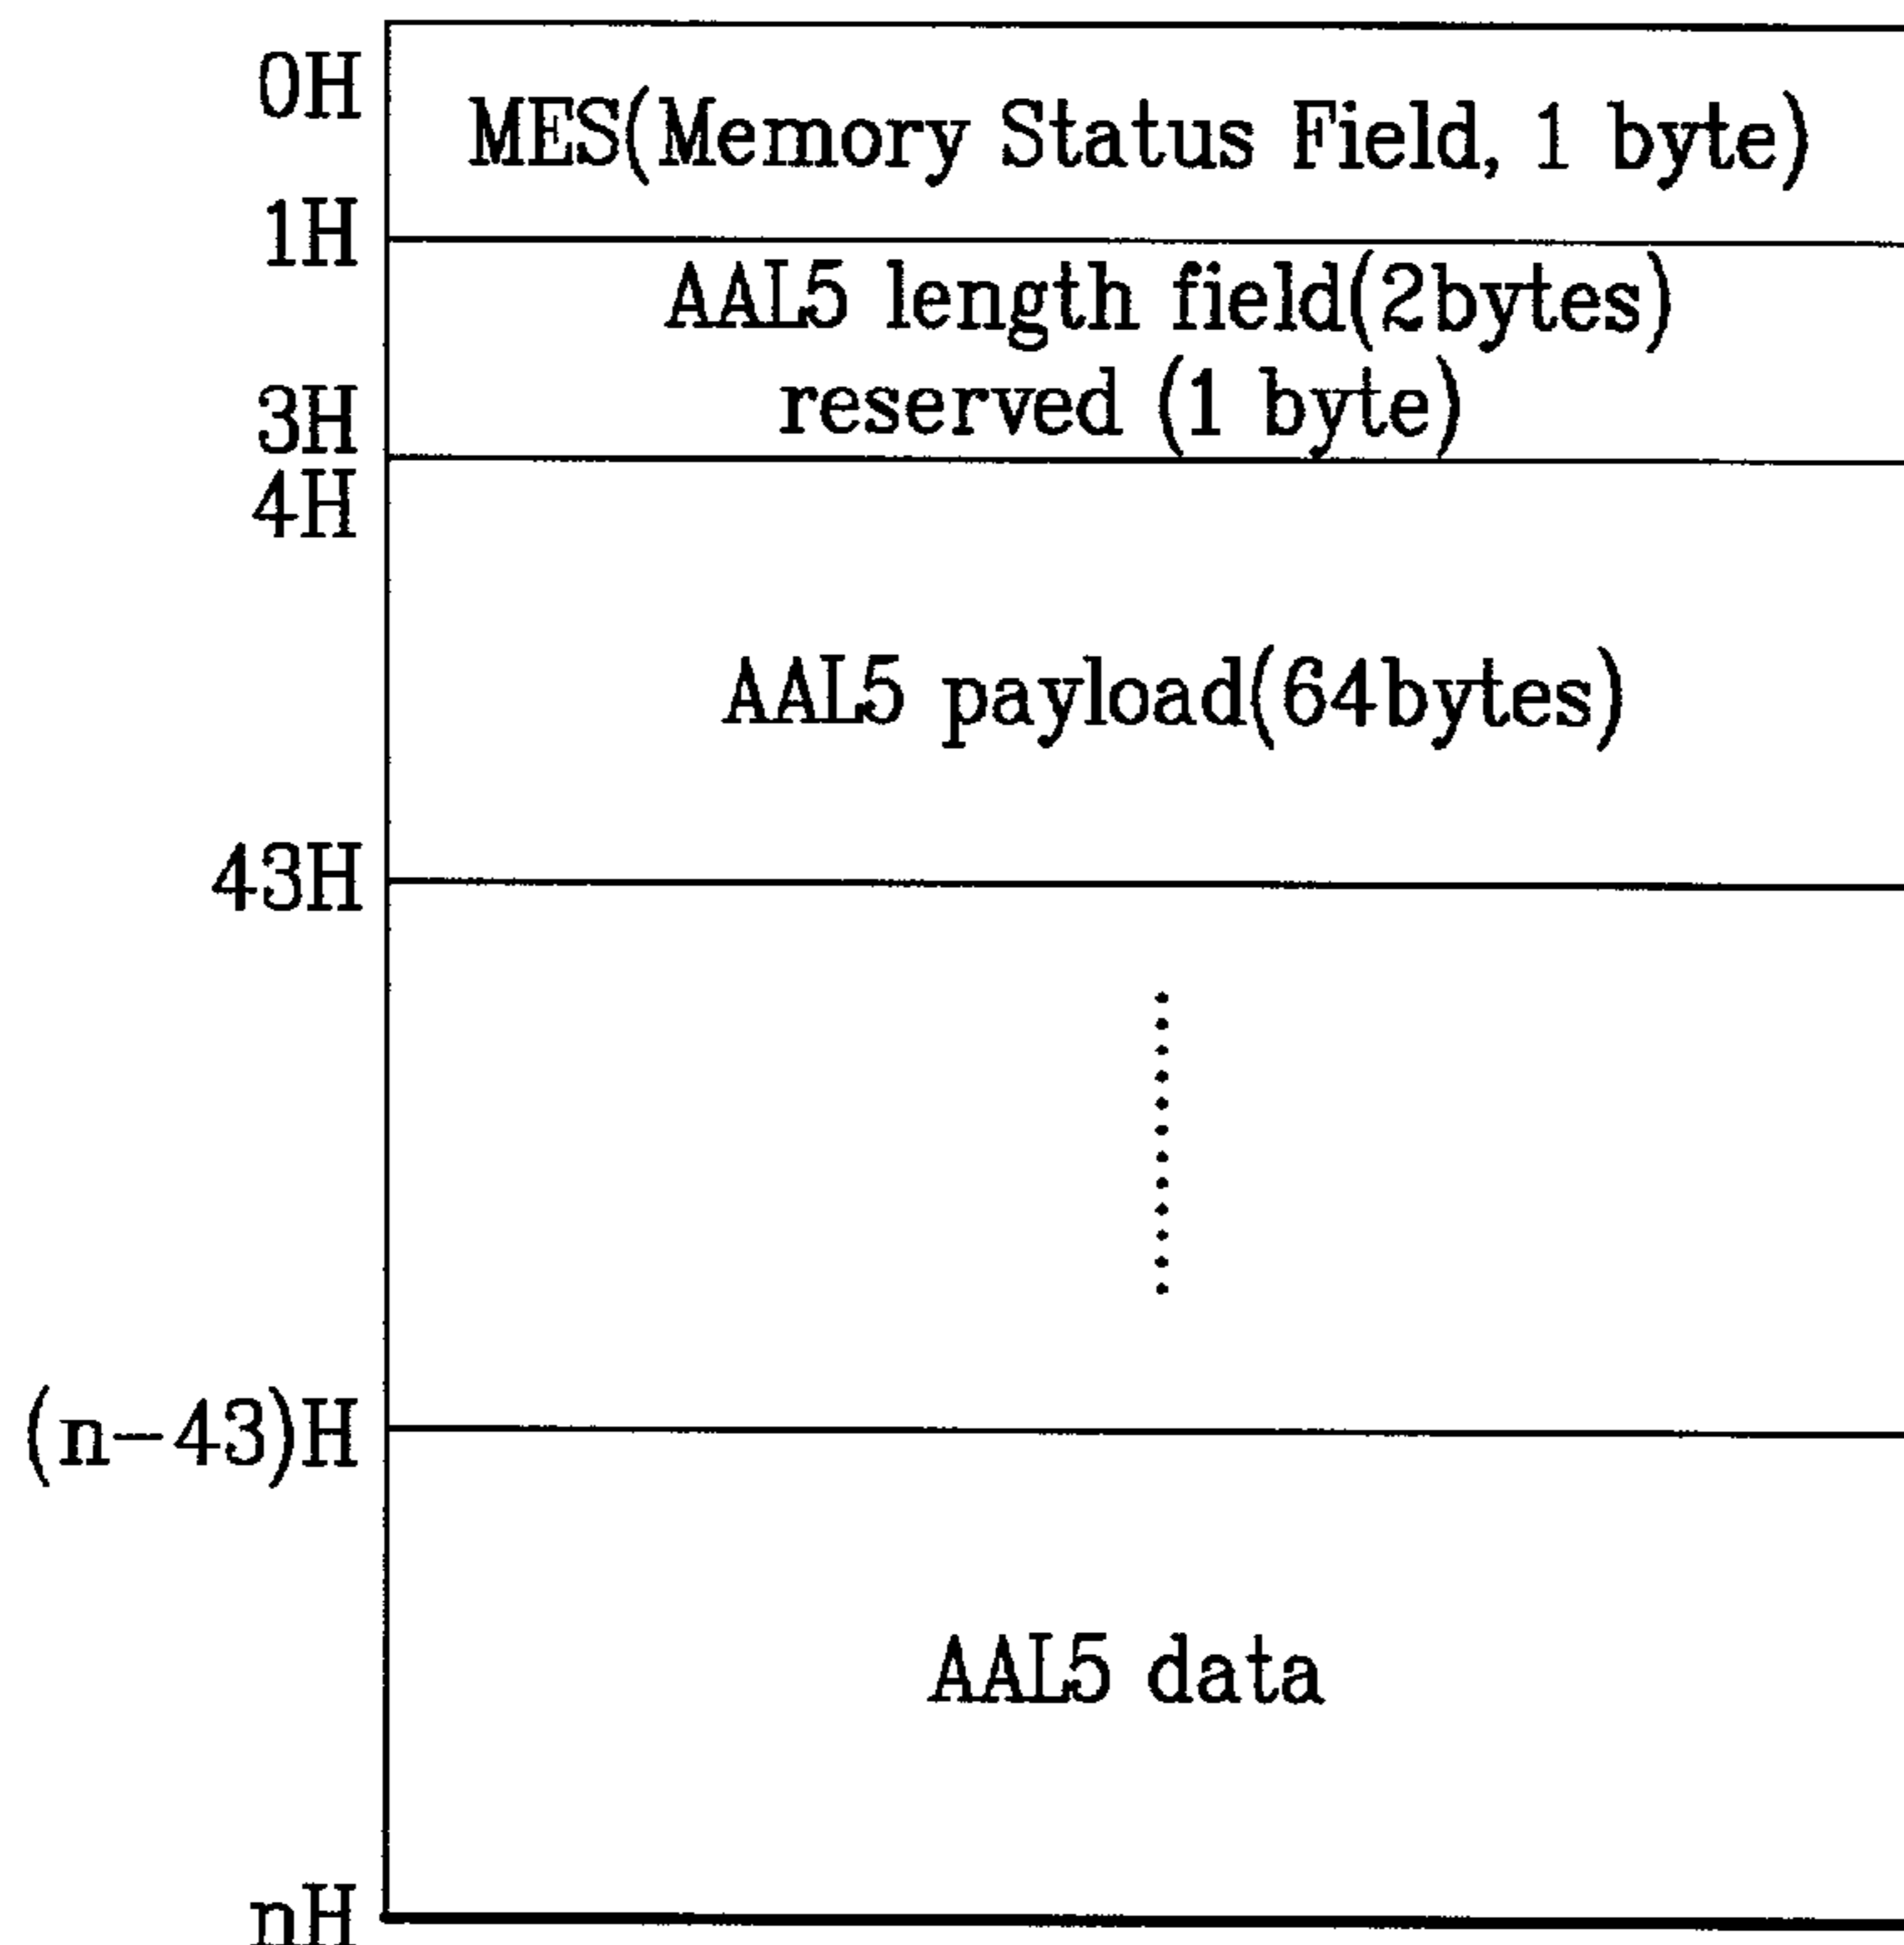 0H
MES(Memory Status Field, 1 byte)
1H
AAL5 length field(2bytes)
reserved (1 byte)
3H
4H
AAL5 payload(64bytes)
43H
(n-43)H
AAL5 data
nH